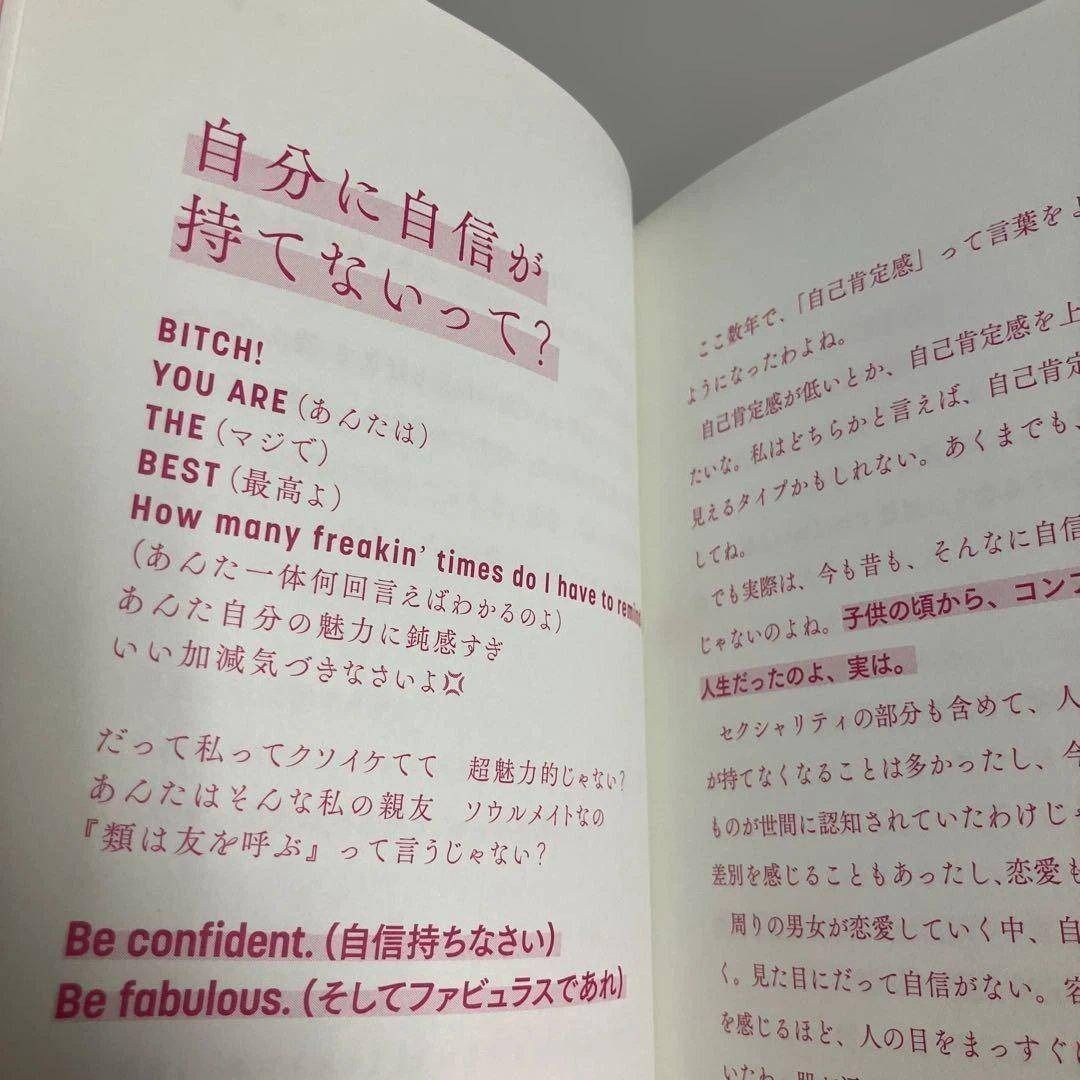 自分に自信が
持てないって?
BITCH!
YOU ARE (あんたは)
THE (マジで)
BEST (最高よ)
How many freakin' times do I have to
(あんた一体何回言えばわかるのよ)
あんた自分の魅力に鈍感すぎ
いい加減気づきなさいよ💢
だって私ってクソイケてて 超魅力的じゃない?
あんたはそんな私の親友 ソウルメイトなの
『類は友を呼ぶ』って言うじゃない?
Be confident. (自信持ちなさい)
Be fabulous. (そしてファビュラスであれ)
ここ数年で、「自己肯定感」って言葉をよ
ようになったわよね。
自己肯定感が低いとか、自己肯定感を上
たいな。私はどちらかと言えば、自己肯定
見えるタイプかもしれない。あくまでも、
してね。
でも実際は、今も昔も、そんなに自信
じゃないのよね。子供の頃から、コンプ
人生だったのよ、実は。
セクシャリティの部分も含めて、人
が持てなくなることは多かったし、今
ものが世間に認知されていたわけじゃ
差別を感じることもあったし、恋愛も
周りの男女が恋愛していく中、自
く。見た目にだって自信がない。容
を感じるほど、人の目をまっすぐに